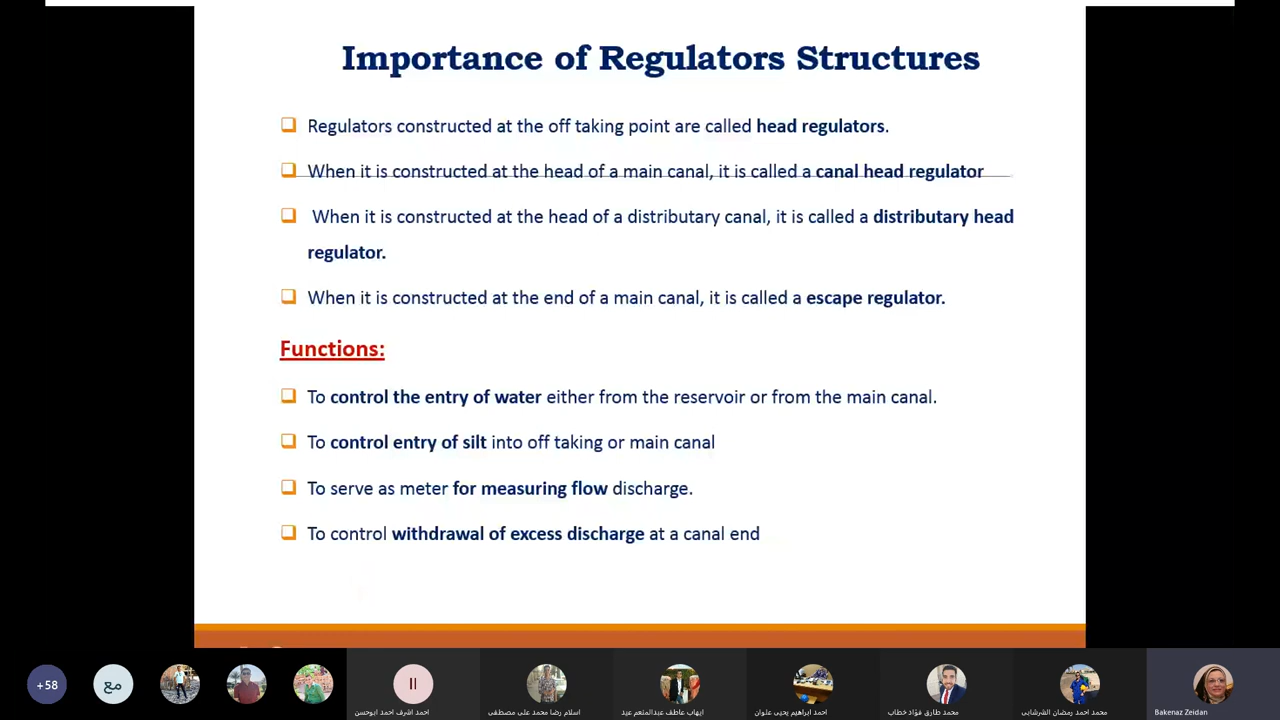 Importance of Regulators Structures
Regulators constructed at the off taking point are called head regulators.
When it is constructed at the head of a main canal, it is called a canal head regulator
When it is constructed at the head of a distributary canal, it is called a distributary head
regulator.
When it is constructed at the end of a main canal, it is called a escape regulator.
Functions:
To control the entry of water either from the reservoir or from the main canal.
To control entry of silt into off taking or main canal
To serve as meter for measuring flow discharge.
To control withdrawal of excess discharge at a canal end
+58
مع
احمد اشرف احمد ابوحسن
اسلام رضا محمد على مصطفى
ايهاب عاطف عبدالمنعم عيد
احمد ابراهيم يحيى علوان
محمد طارق فؤاد خطاب
محمد احمد رمضان الشرشابى
Bakenaz Zeidan